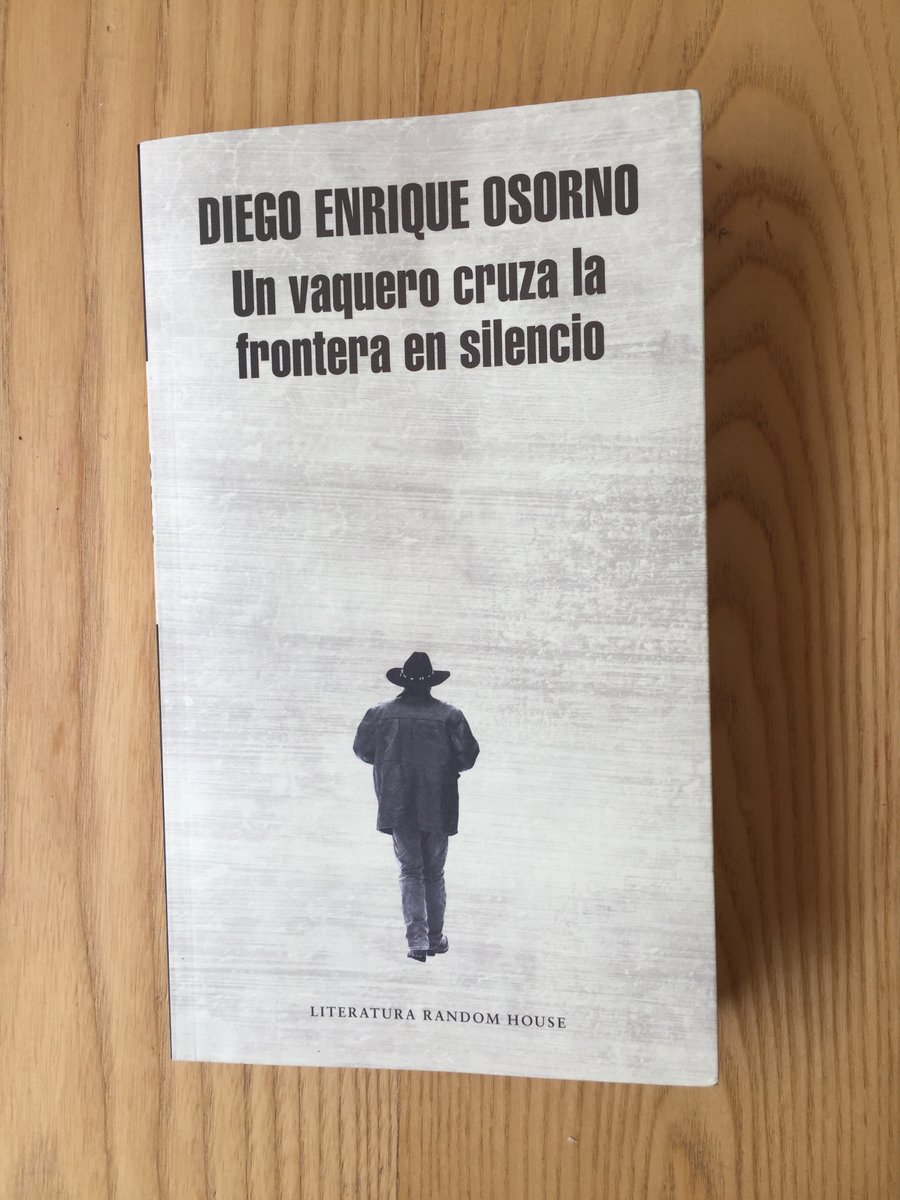 DIEGO ENRIQUE OSORNO
Un vaquero cruza la
frontera en silencio
LITERATURA RANDOM HOUSE